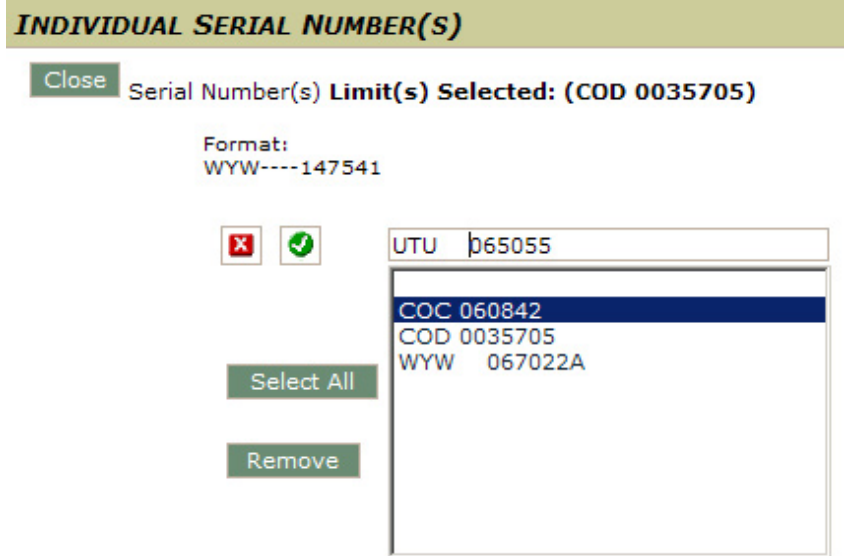 INDIVIDUAL SERIAL NUMBER(S)
Close Serial Number(s) Limit(s) Selected: (COD 0035705)
Format:
WYW----147541
UTU 065055
COC 060842
COD 0035705
WYW 067022A
Select All
Remove